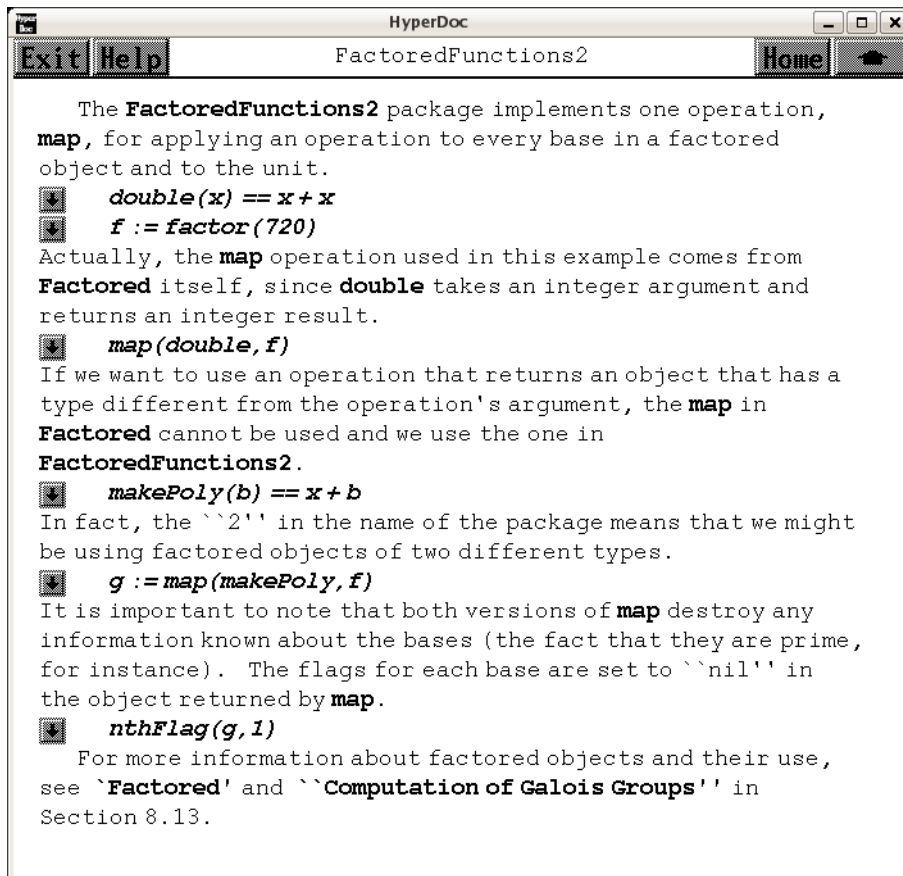 Hyper Doc HyperDoc
Exit Help FactoredFunctions2 Home
The FactoredFunctions2 package implements one operation,
map, for applying an operation to every base in a factored
object and to the unit.
double(x) == x + x
f := factor(720)
Actually, the map operation used in this example comes from
Factored itself, since double takes an integer argument and
returns an integer result.
map(double,f)
If we want to use an operation that returns an object that has a
type different from the operation's argument, the map in
Factored cannot be used and we use the one in
FactoredFunctions2.
makePoly(b) == x + b
In fact, the ``2'' in the name of the package means that we might
be using factored objects of two different types.
g := map(makePoly,f)
It is important to note that both versions of map destroy any
information known about the bases (the fact that they are prime,
for instance). The flags for each base are set to ``nil'' in
the object returned by map.
nthFlag(g,1)
For more information about factored objects and their use,
see `Factored' and ``Computation of Galois Groups'' in
Section 8.13.